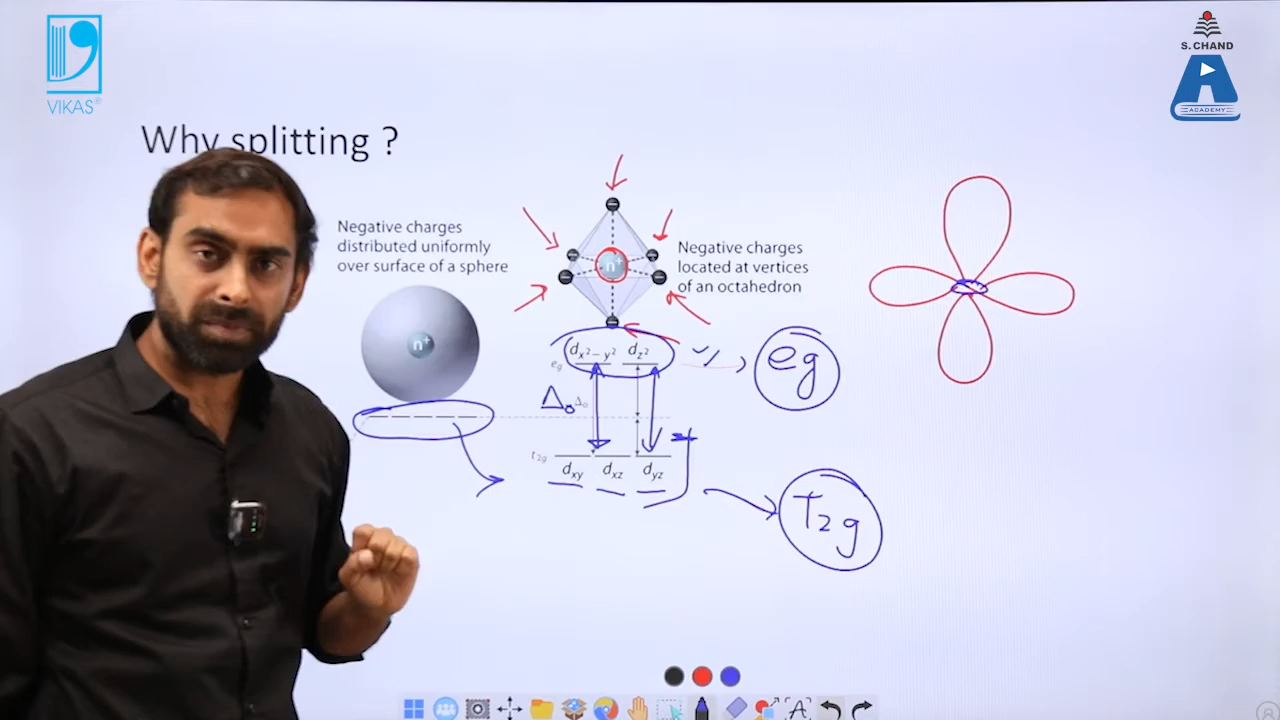 VIKAS®
S. CHAND
ACADEMY
Why splitting ?
Negative charges
distributed uniformly
over surface of a sphere
n⁺
n⁺
Negative charges
located at vertices
of an octahedron
dx²−y² dz²
eg
eg
Δo Δo
t2g
dxy dxz dyz
T2g